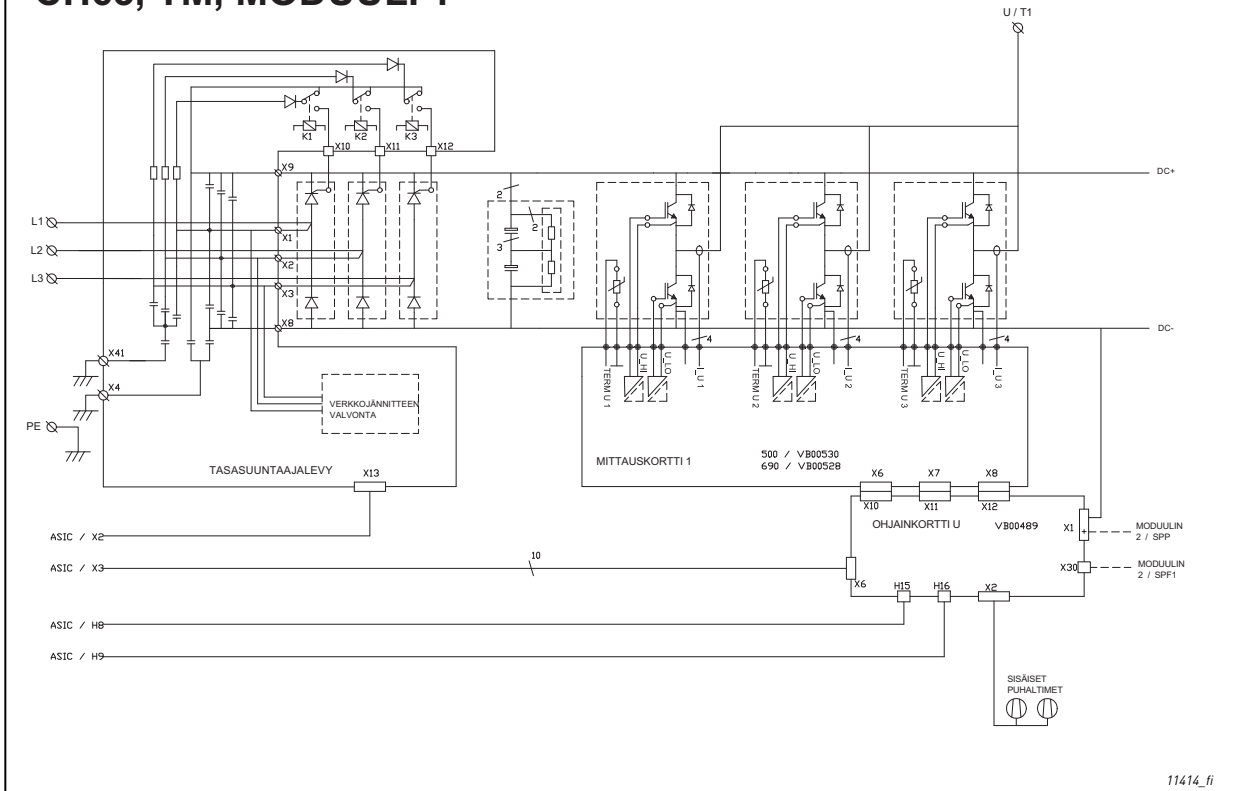 U / T1
K1
K2
K3
X10
X11
X12
X9
DC+
L1
X1
L2
X2
L3
X3
2
2
3
X8
DC-
4
4
4
X41
X4
PE
VERKKOJÄNNITTEEN
VALVONTA
TERM U 1
U_HI
U_LO
I_U 1
TERM U 2
U_HI
U_LO
I_U 2
TERM U 3
U_HI
U_LO
I_U 3
TASASUUNTAAJALEVY
X13
MITTAUSKORTTI 1
500 / VB00530
690 / VB00528
X6
X7
X8
X10
X11
X12
OHJAINKORTTI U
VB00489
X1
+
MODUULIN
2 / SPP
ASIC / X2
ASIC / X3
10
X6
H15
H16
X2
X30
MODUULIN
2 / SPF1
ASIC / H8
ASIC / H9
SISÄISET
PUHALTIMET
11414_fi